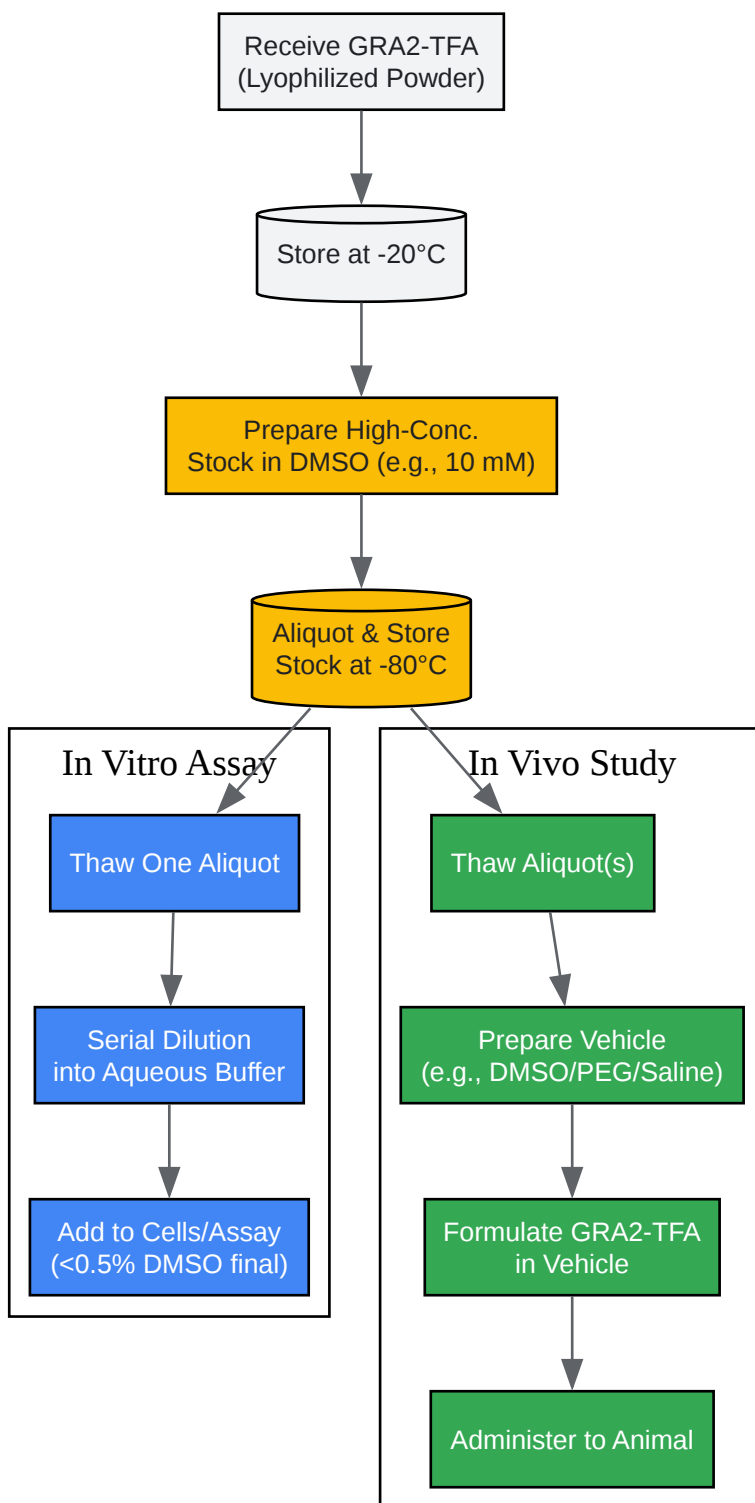 Receive GRA2-TFA
(Lyophilized Powder)
Store at -20°C
Prepare High-Conc.
Stock in DMSO (e.g., 10 mM)
Aliquot & Store
Stock at -80°C
In Vitro Assay
Thaw One Aliquot
Serial Dilution
into Aqueous Buffer
Add to Cells/Assay
(<0.5% DMSO final)
In Vivo Study
Thaw Aliquot(s)
Prepare Vehicle
(e.g., DMSO/PEG/Saline)
Formulate GRA2-TFA
in Vehicle
Administer to Animal